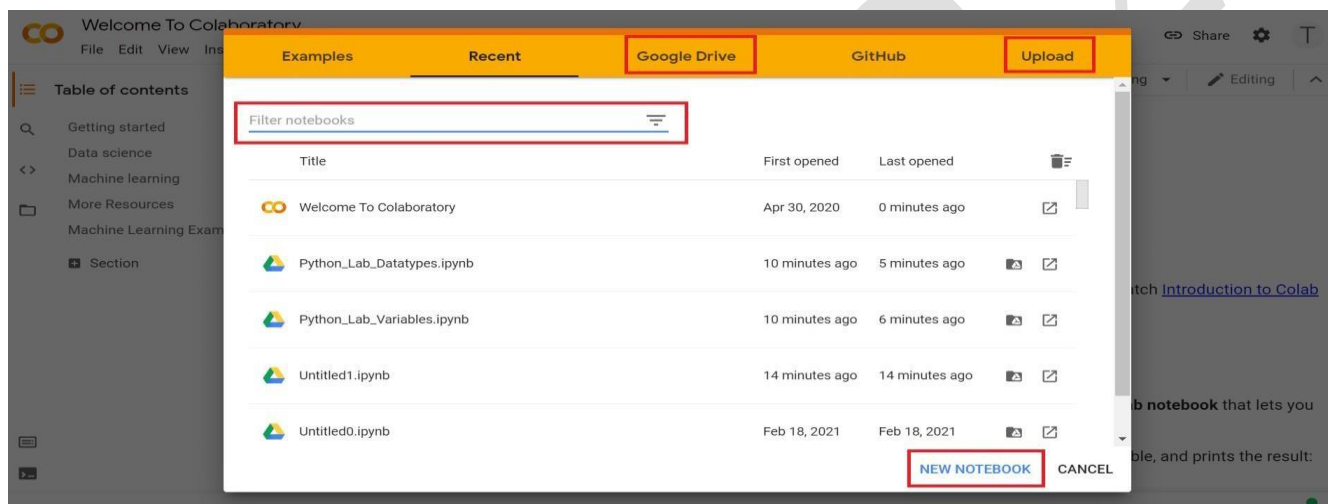 Welcome To Colaboratory
File Edit View Ins
Share
T
Examples Recent Google Drive GitHub Upload
Table of contents
Editing
Filter notebooks
Getting started
Data science
Machine learning
More Resources
Machine Learning Exam
Section
Title First opened Last opened
Welcome To Colaboratory Apr 30, 2020 0 minutes ago
Python_Lab_Datatypes.ipynb 10 minutes ago 5 minutes ago
Python_Lab_Variables.ipynb 10 minutes ago 6 minutes ago
Untitled1.ipynb 14 minutes ago 14 minutes ago
Untitled0.ipynb Feb 18, 2021 Feb 18, 2021
NEW NOTEBOOK CANCEL
tch Introduction to Colab
b notebook that lets you
ble, and prints the result: